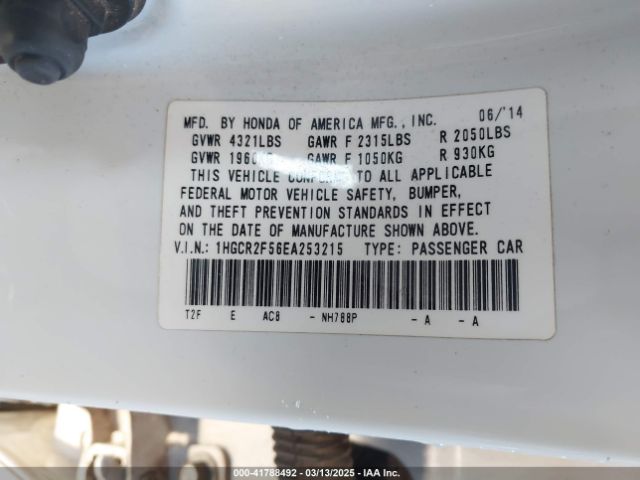 MFD. BY HONDA OF AMERICA MFG., INC. 06/'14
GVWR 4321LBS GAWR F 2315LBS R 2050LBS
GVWR GAWR F 1050KG R 930KG
THIS VEHICLE CONFORMS TO ALL APPLICABLE
FEDERAL MOTOR VEHICLE SAFETY, BUMPER,
AND THEFT PREVENTION STANDARDS IN EFFECT
ON THE DATE OF MANUFACTURE SHOWN ABOVE.
V.I.N.: 1HGCR2F56EA253215 TYPE: PASSENGER CAR
T2F E AC8 - NH788P - A - A
000-41788492 — 03/13/2025 — IAA Inc.